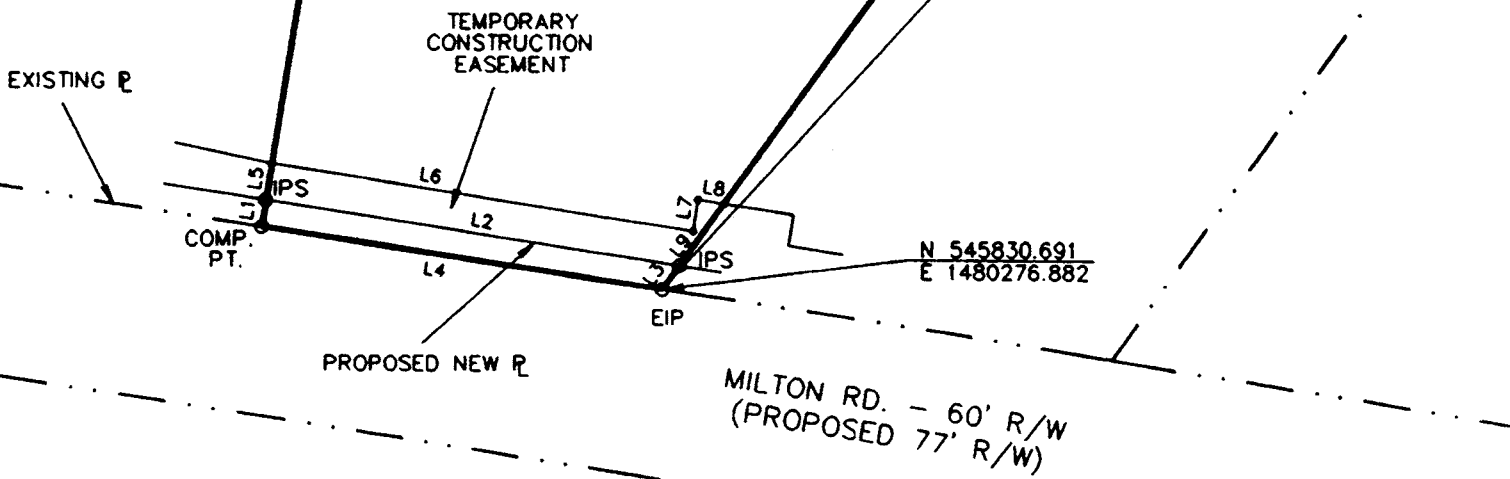 TEMPORARY
CONSTRUCTION
EASEMENT
EXISTING ⅊
L5
IPS
L6
L1
L2
L7
L8
L9
IPS
L3
COMP.
PT.
L4
EIP
N 545830.691
E 1480276.882
PROPOSED NEW ⅊
MILTON RD. - 60' R/W
(PROPOSED 77' R/W)